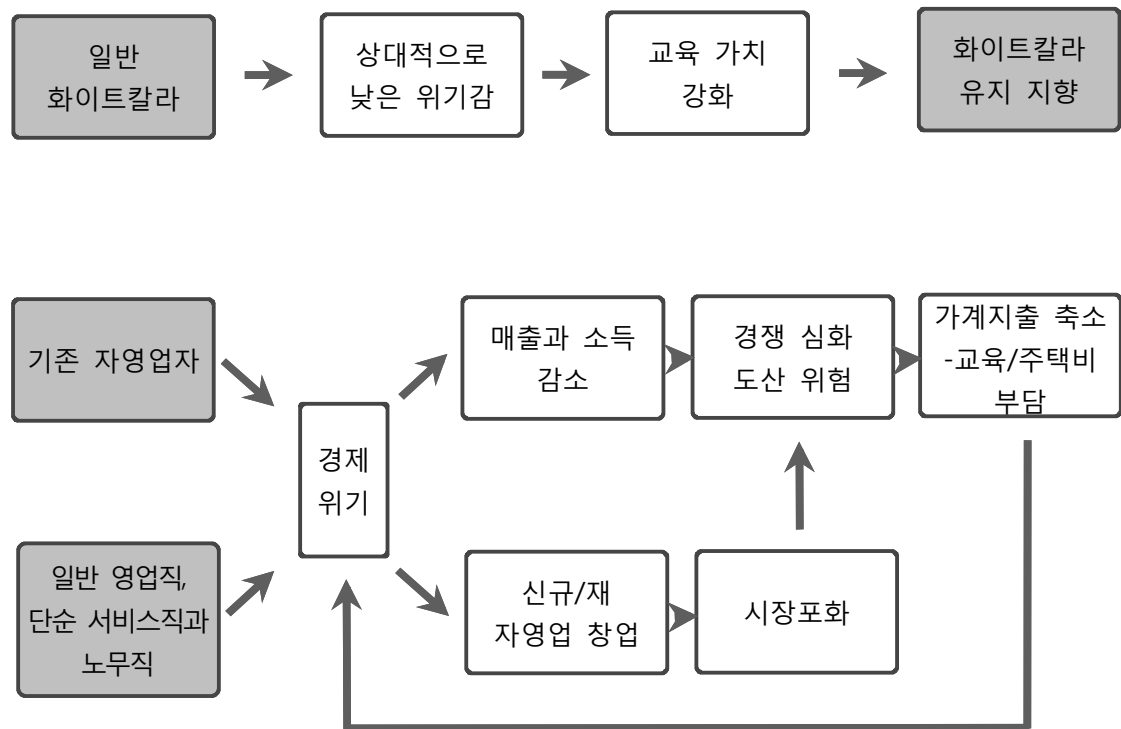 일반
화이트칼라
상대적으로
낮은 위기감
교육 가치
강화
화이트칼라
유지 지향
기존 자영업자
매출과 소득
감소
경쟁 심화
도산 위험
가계지출 축소
-교육/주택비
부담
경제
위기
일반 영업직,
단순 서비스직과
노무직
신규/재
자영업 창업
시장포화